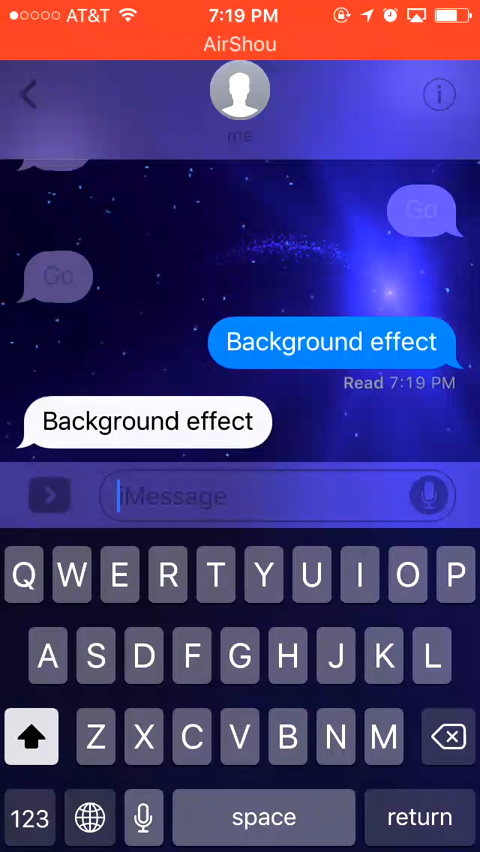 AT&T 7:19 PM
AirShou
me
Go
Go
Background effect
Read 7:19 PM
Background effect
iMessage
Q W E R T Y U I O P
A S D F G H J K L
Z X C V B N M
123 space return